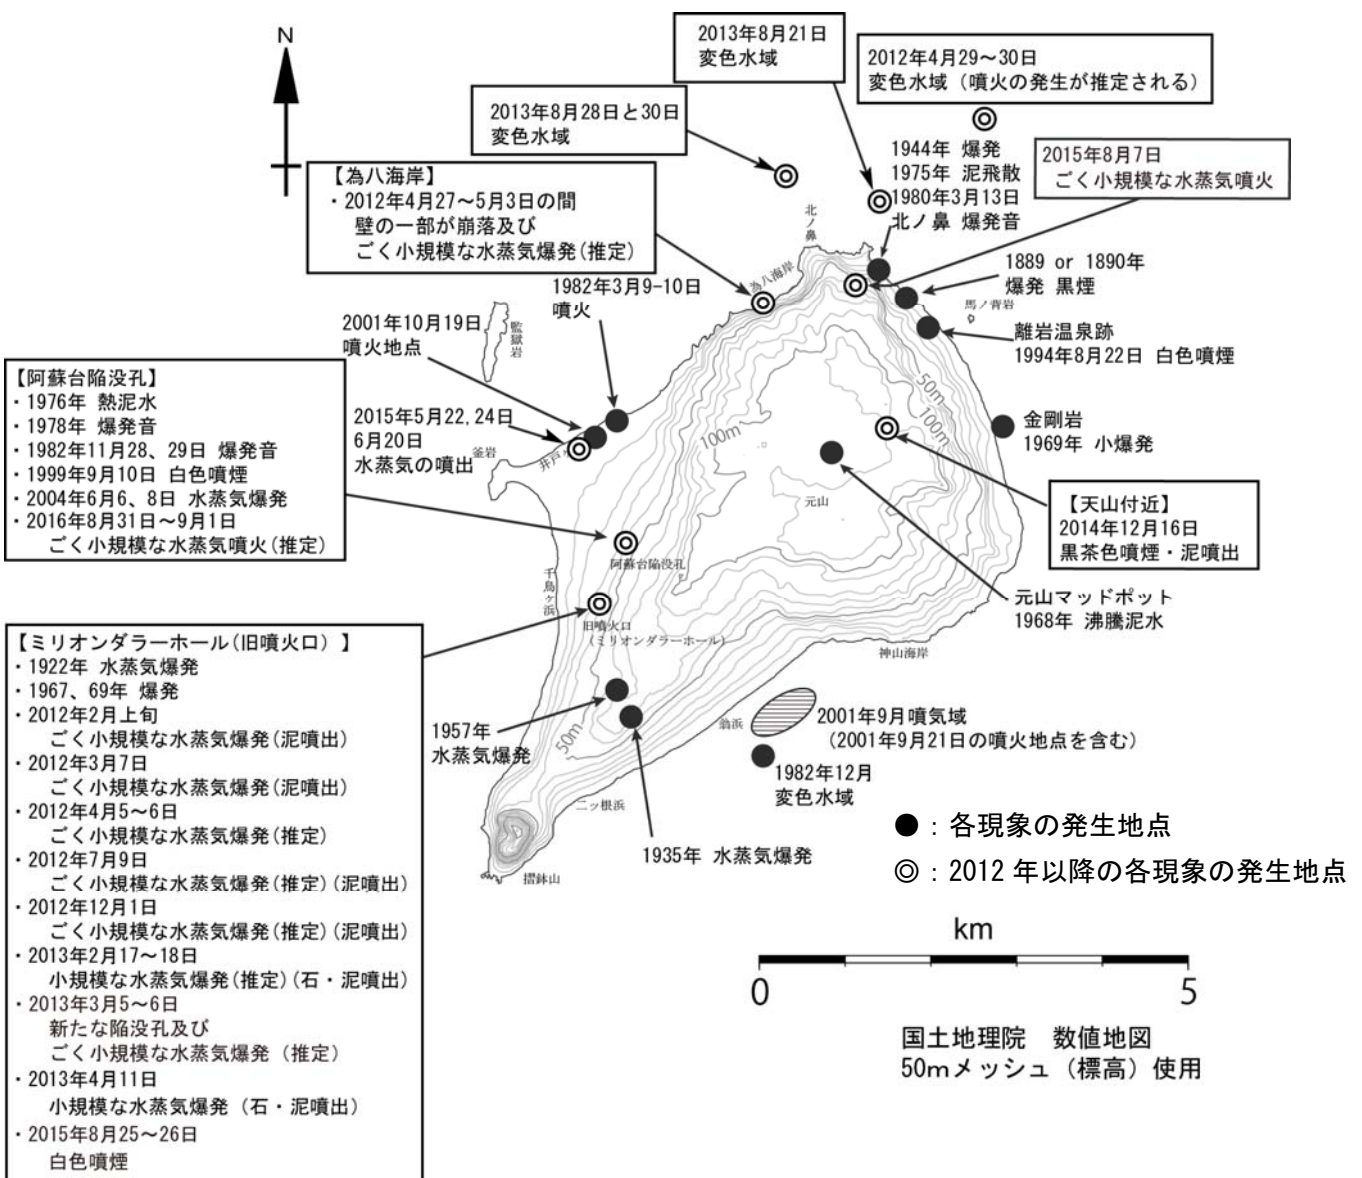 N
2013年8月21日
変色水域
2012年4月29～30日
変色水域（噴火の発生が推定される）
2013年8月28日と30日
変色水域
1944年 爆発
1975年 泥飛散
1980年3月13日
北ノ鼻 爆発音
2015年8月7日
ごく小規模な水蒸気噴火
【為八海岸】
・2012年4月27～5月3日の間
壁の一部が崩落及び
ごく小規模な水蒸気爆発(推定)
北ノ鼻
為八海岸
1889 or 1890年
爆発 黒煙
馬ノ背岩
離岩温泉跡
1994年8月22日 白色噴煙
1982年3月9-10日
噴火
2001年10月19日
噴火地点
監獄岩
【阿蘇台陥没孔】
・1976年 熱泥水
・1978年 爆発音
・1982年11月28、29日 爆発音
・1999年9月10日 白色噴煙
・2004年6月6、8日 水蒸気爆発
・2016年8月31日～9月1日
ごく小規模な水蒸気噴火(推定)
2015年5月22,24日
6月20日
水蒸気の噴出
釜岩
井戸ヶ
50m
100m
100m
金剛岩
1969年 小爆発
元山
【天山付近】
2014年12月16日
黒茶色噴煙・泥噴出
阿蘇台陥没孔
千鳥ヶ浜
元山マッドポット
1968年 沸騰泥水
旧噴火口
（ミリオンダラーホール）
神山海岸
【ミリオンダラーホール(旧噴火口) 】
・1922年 水蒸気爆発
・1967、69年 爆発
・2012年2月上旬
ごく小規模な水蒸気爆発(泥噴出)
・2012年3月7日
ごく小規模な水蒸気爆発(泥噴出)
・2012年4月5～6日
ごく小規模な水蒸気爆発(推定)
・2012年7月9日
ごく小規模な水蒸気爆発(推定)(泥噴出)
・2012年12月1日
ごく小規模な水蒸気爆発(推定)(泥噴出)
・2013年2月17～18日
小規模な水蒸気爆発(推定)(石・泥噴出)
・2013年3月5～6日
新たな陥没孔及び
ごく小規模な水蒸気爆発（推定）
・2013年4月11日
小規模な水蒸気爆発（石・泥噴出）
・2015年8月25～26日
白色噴煙
1957年
水蒸気爆発
50m
翁浜
2001年9月噴気域
（2001年9月21日の噴火地点を含む）
1982年12月
変色水域
二ッ根浜
1935年 水蒸気爆発
摺鉢山
●：各現象の発生地点
◎：2012 年以降の各現象の発生地点
km
0 5
国土地理院 数値地図
50mメッシュ（標高）使用